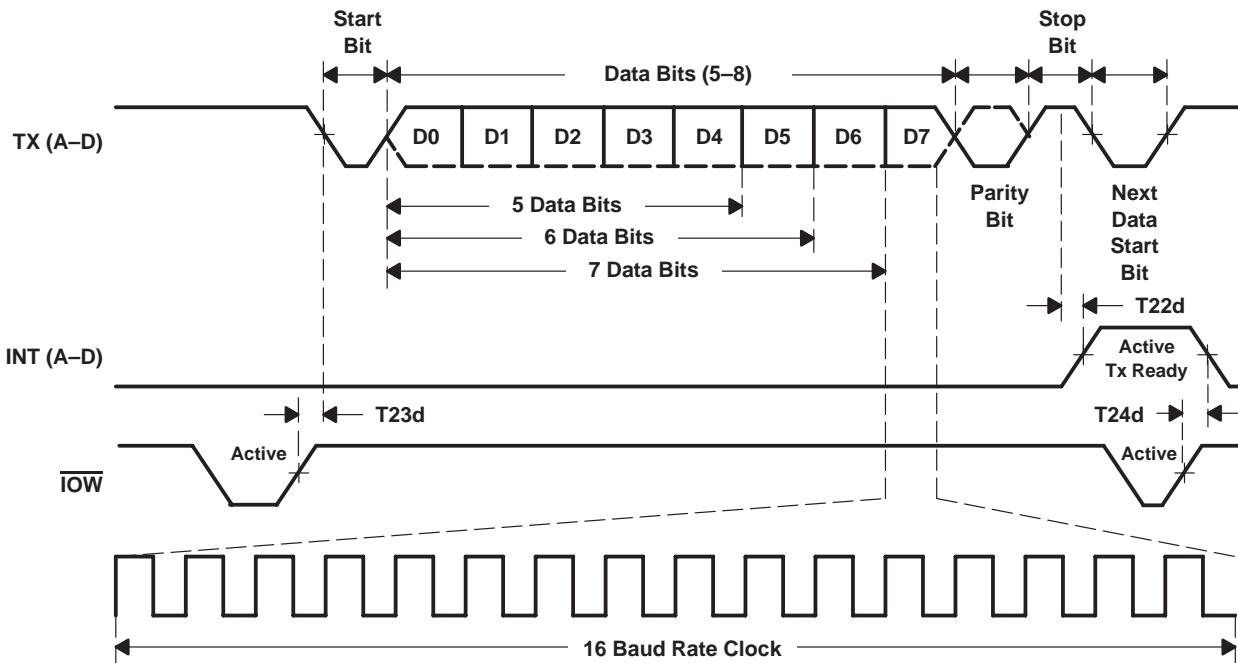 Start
Bit
Stop
Bit
Data Bits (5–8)
TX (A–D)
D0 D1 D2 D3 D4 D5 D6 D7
5 Data Bits
6 Data Bits
7 Data Bits
Parity
Bit
Next
Data
Start
Bit
T22d
INT (A–D)
Active
Tx Ready
T23d
T24d
IOW
Active
Active
16 Baud Rate Clock